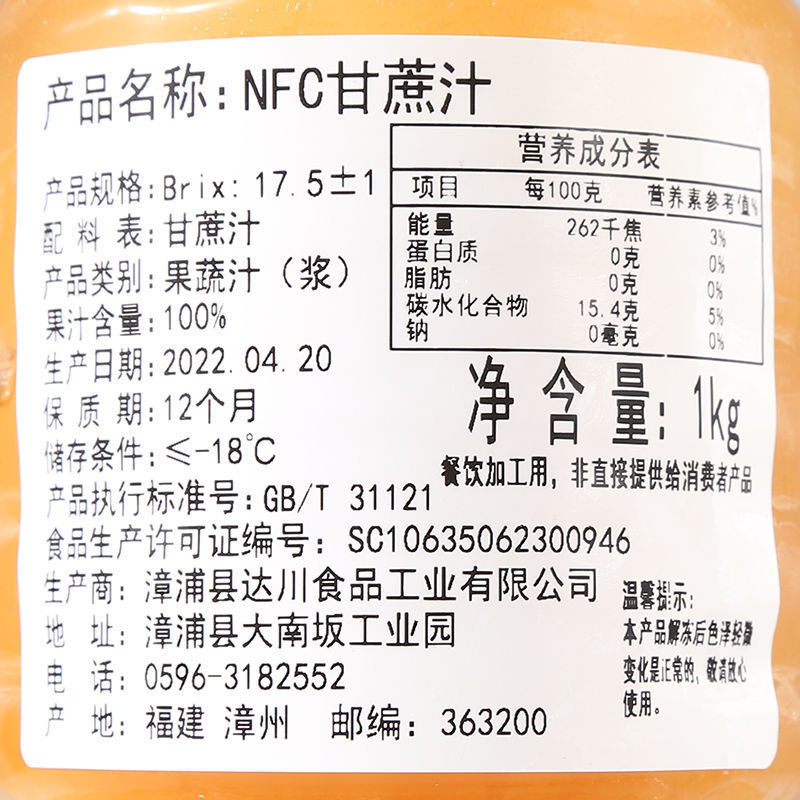 产品名称:NFC甘蔗汁
产品规格:Brix: 17.5±1
配 料 表:甘蔗汁
产品类别:果蔬汁（浆）
果汁含量:100%
生产日期:2022.04.20
保 质 期:12个月
储存条件:≤-18℃
营养成分表
项目 每100克 营养素参考值%
能量 262千焦 3%
蛋白质 0克 0%
脂肪 0克 0%
碳水化合物 15.4克 5%
钠 0毫克 0%
净含量:1kg
餐饮加工用，非直接提供给消费者产品
产品执行标准号:GB/T 31121
食品生产许可证编号: SC10635062300946
生产商: 漳浦县达川食品工业有限公司
地 址: 漳浦县大南坂工业园
电 话: 0596-3182552
产 地: 福建 漳州 邮编: 363200
温馨提示:
本产品解冻后色泽轻微
变化是正常的，敬请放心
使用。